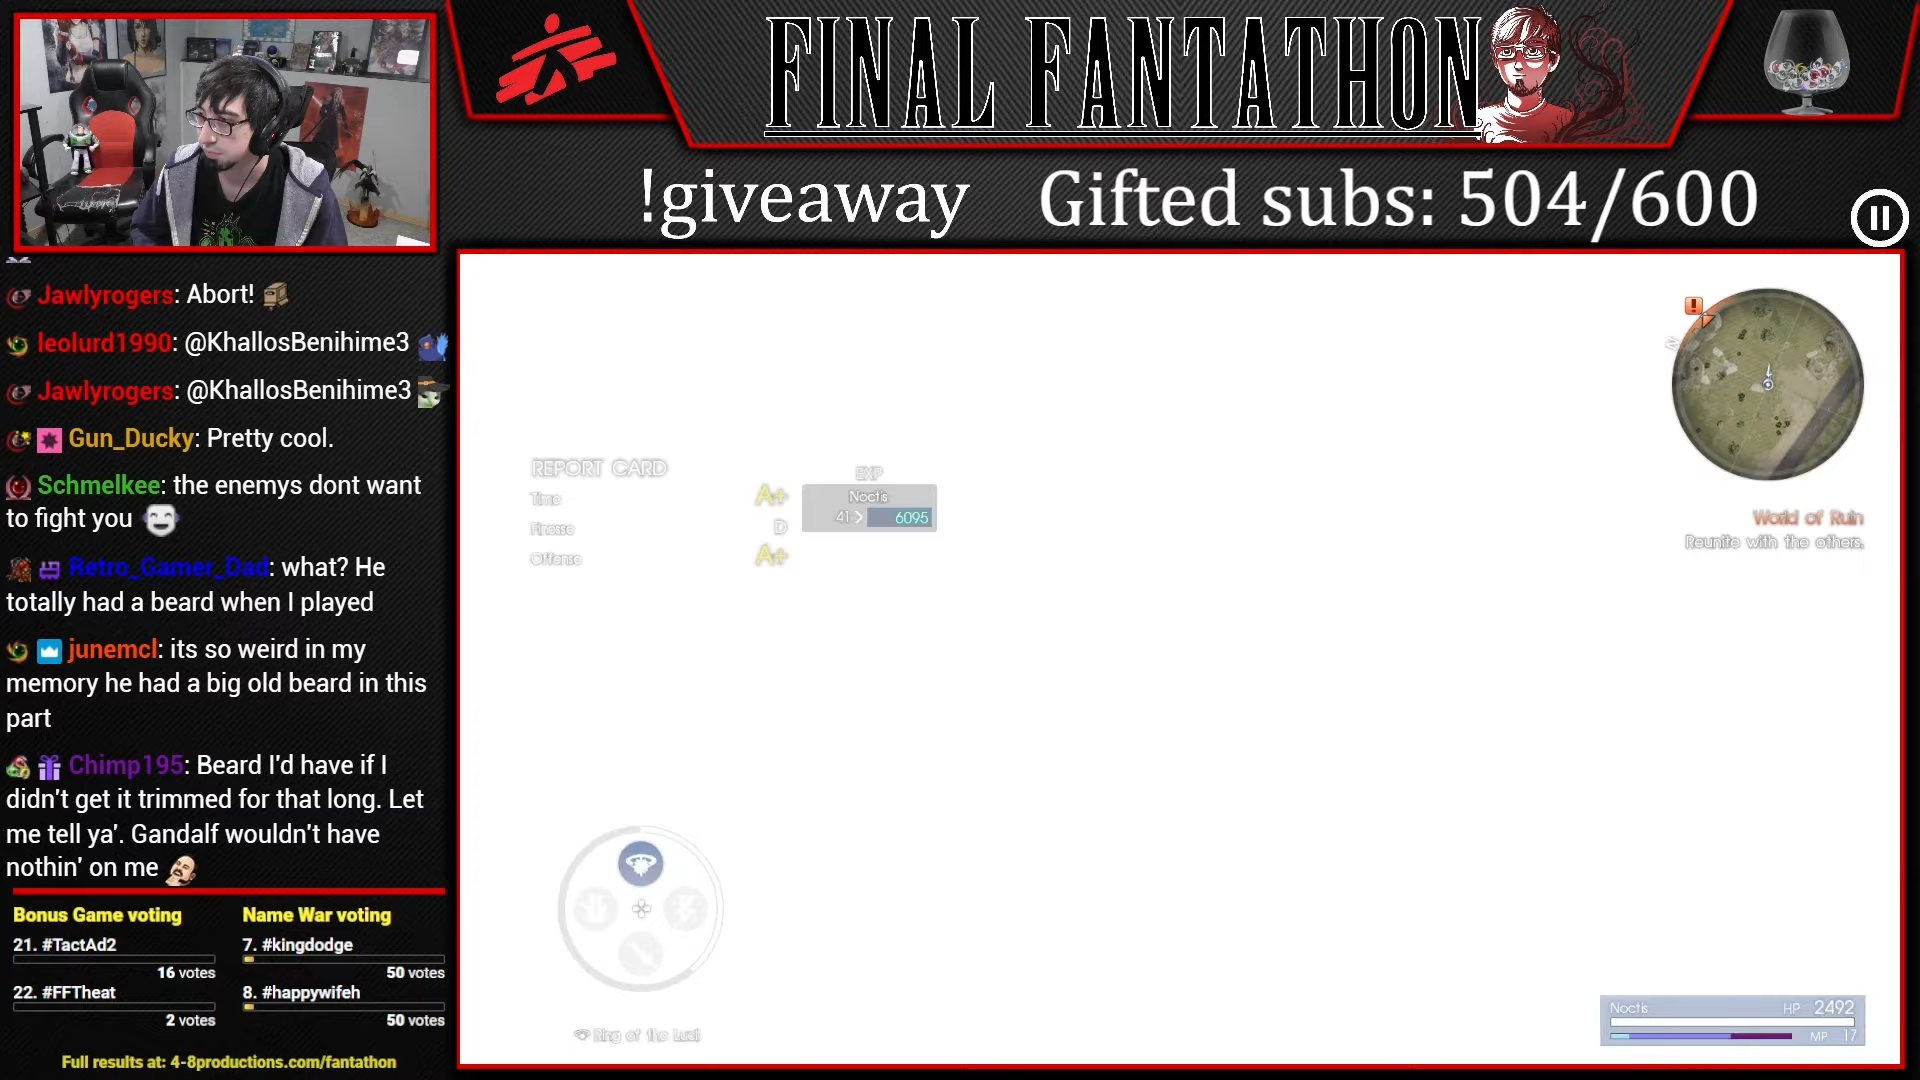 FINAL FANTATHON
!giveaway Gifted subs: 504/600
Jawlyrogers: Abort!
leolurd1990: @KhallosBenihime3
Jawlyrogers: @KhallosBenihime3
Gun_Ducky: Pretty cool.
Schmelkee: the enemys dont want
to fight you
Retro_Gamer_Dad: what? He
totally had a beard when I played
junemcl: its so weird in my
memory he had a big old beard in this
part
Chimp195: Beard I'd have if I
didn't get it trimmed for that long. Let
me tell ya'. Gandalf wouldn't have
nothin' on me
Bonus Game voting
21. #TactAd2
16 votes
22. #FFTheat
2 votes
Name War voting
7. #kingdodge
50 votes
8. #happywifeh
50 votes
Full results at: 4-8productions.com/fantathon
REPORT CARD
Time A+
Finesse D
Offense A+
EXP
Noctis
41 > 6095
N
!
World of Ruin
Reunite with the others.
Ring of the Lucii
Noctis HP 2492
MP 17